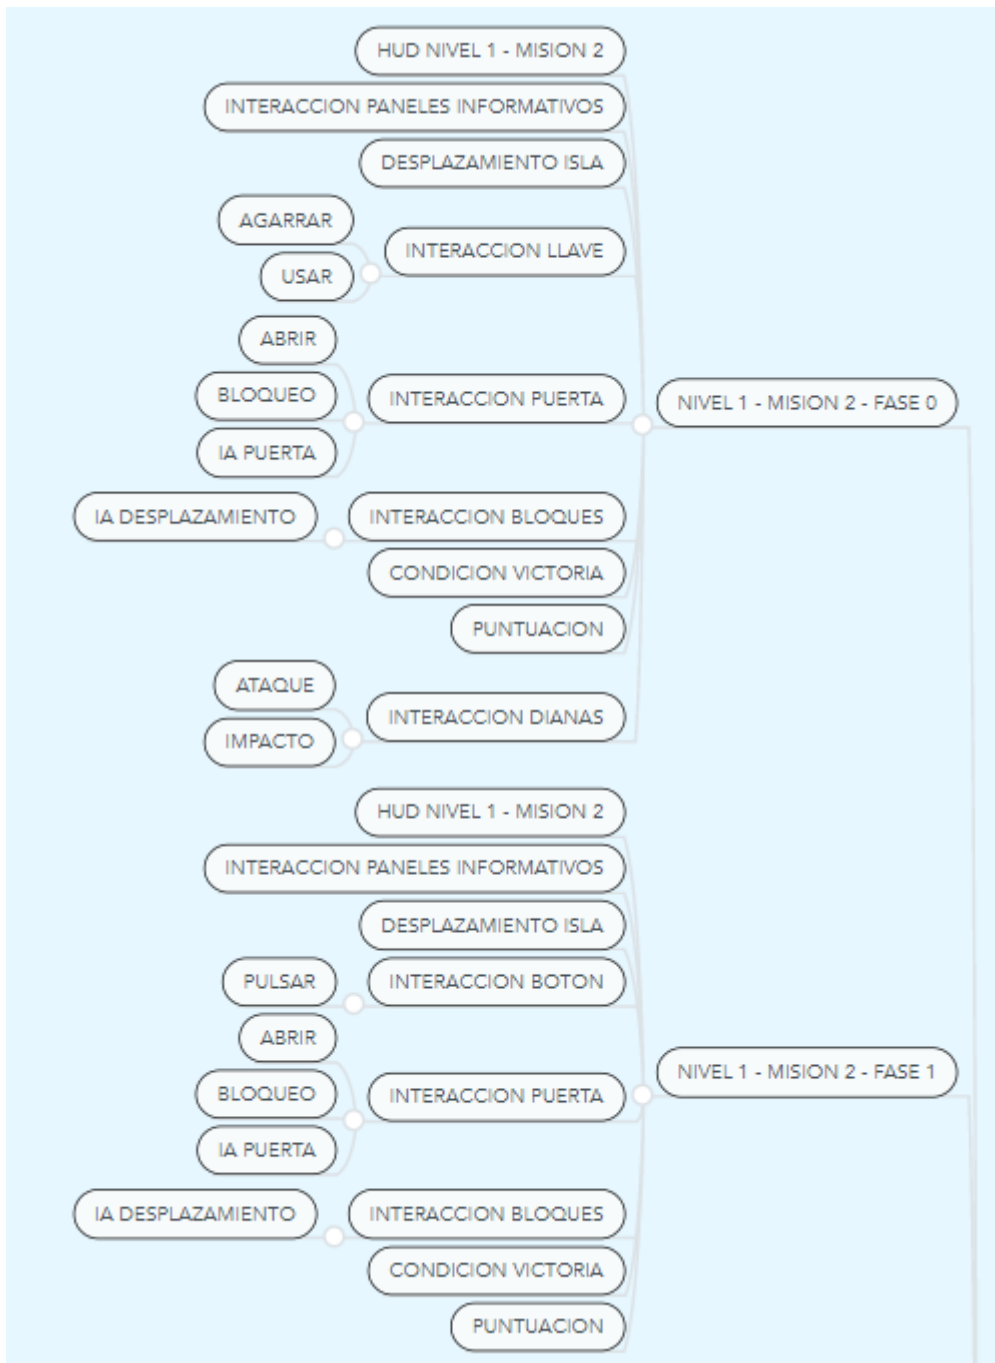 HUD NIVEL 1 - MISION 2
INTERACCION PANELES INFORMATIVOS
DESPLAZAMIENTO ISLA
AGARRAR
INTERACCION LLAVE
USAR
ABRIR
BLOQUEO
INTERACCION PUERTA
NIVEL 1 - MISION 2 - FASE 0
IA PUERTA
IA DESPLAZAMIENTO
INTERACCION BLOQUES
CONDICION VICTORIA
PUNTUACION
ATAQUE
INTERACCION DIANAS
IMPACTO
HUD NIVEL 1 - MISION 2
INTERACCION PANELES INFORMATIVOS
DESPLAZAMIENTO ISLA
PULSAR
INTERACCION BOTON
ABRIR
BLOQUEO
INTERACCION PUERTA
NIVEL 1 - MISION 2 - FASE 1
IA PUERTA
IA DESPLAZAMIENTO
INTERACCION BLOQUES
CONDICION VICTORIA
PUNTUACION